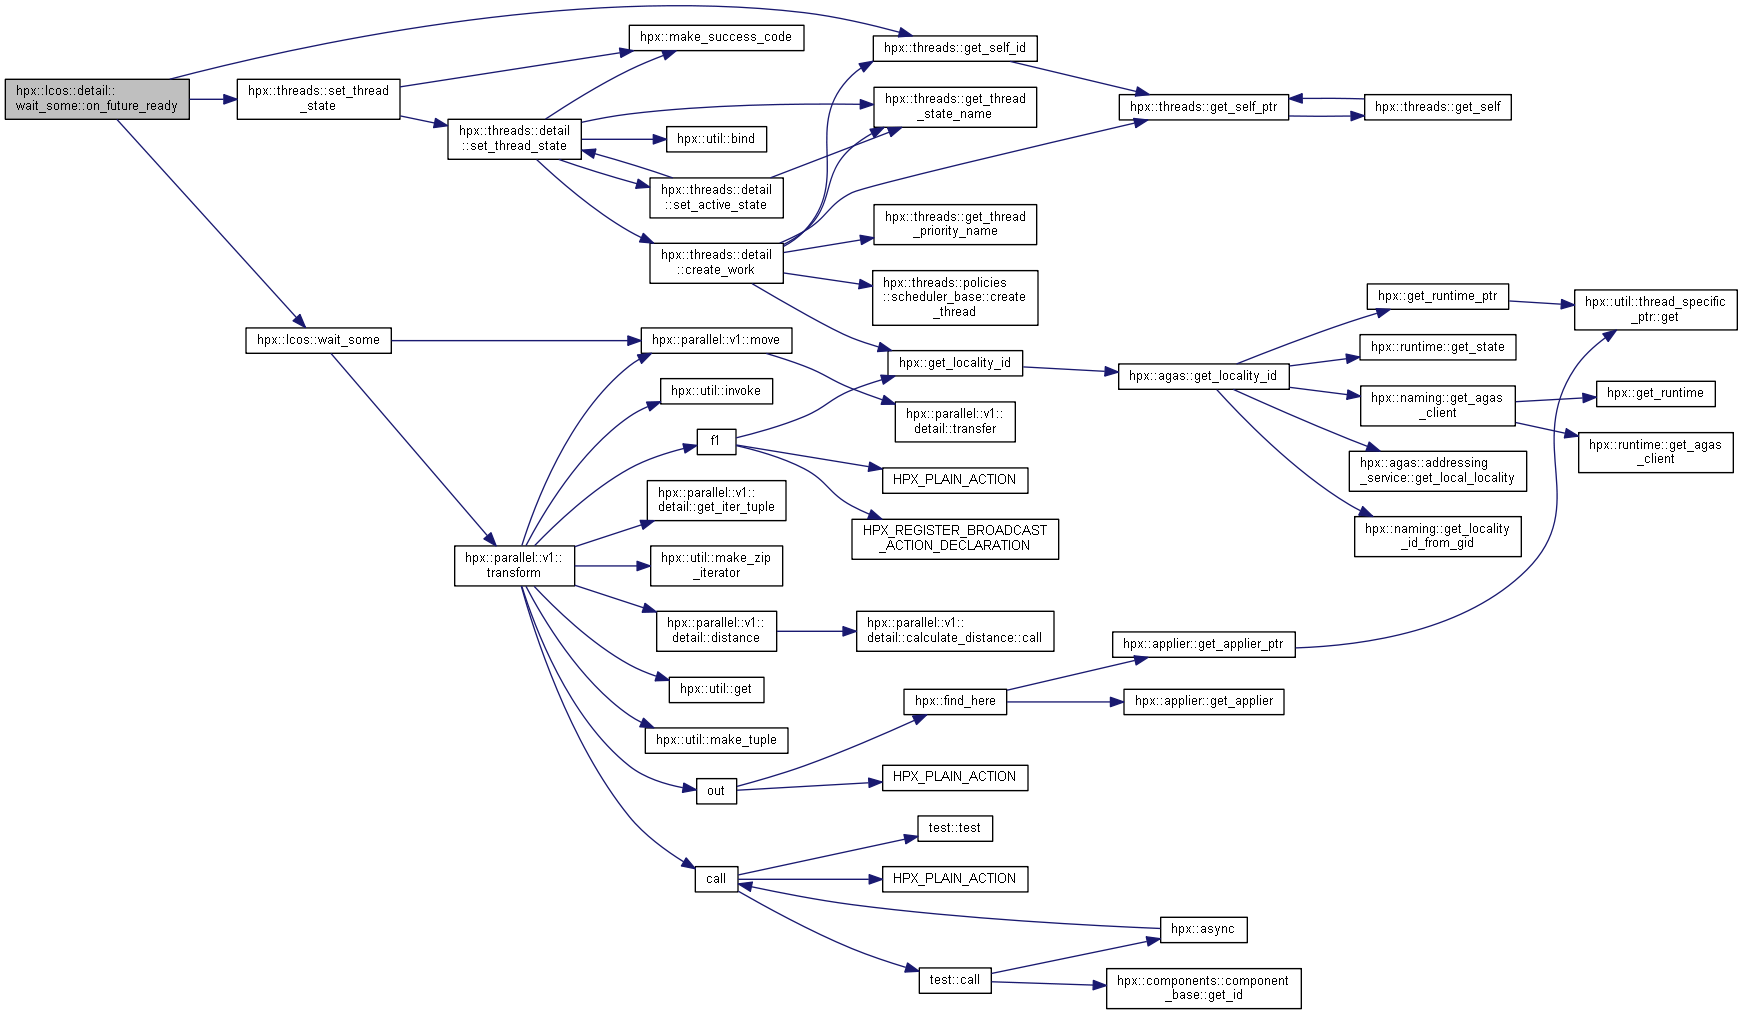 hpx::lcos::detail::
wait_some::on_future_ready
hpx::threads::set_thread
_state
hpx::lcos::wait_some
hpx::threads::detail
::set_thread_state
hpx::parallel::v1::
transform
hpx::make_success_code
hpx::util::bind
hpx::threads::detail
::set_active_state
hpx::threads::detail
::create_work
hpx::parallel::v1::move
hpx::util::invoke
f1
hpx::parallel::v1::
detail::get_iter_tuple
hpx::util::make_zip
_iterator
hpx::parallel::v1::
detail::distance
hpx::util::get
hpx::util::make_tuple
out
call
hpx::threads::get_self_id
hpx::threads::get_thread
_state_name
hpx::threads::get_thread
_priority_name
hpx::threads::policies
::scheduler_base::create
_thread
hpx::get_locality_id
hpx::parallel::v1::
detail::transfer
HPX_PLAIN_ACTION
HPX_REGISTER_BROADCAST
_ACTION_DECLARATION
hpx::parallel::v1::
detail::calculate_distance::call
hpx::find_here
HPX_PLAIN_ACTION
test::test
HPX_PLAIN_ACTION
test::call
hpx::threads::get_self_ptr
hpx::agas::get_locality_id
hpx::applier::get_applier_ptr
hpx::applier::get_applier
hpx::async
hpx::components::component
_base::get_id
hpx::threads::get_self
hpx::get_runtime_ptr
hpx::runtime::get_state
hpx::naming::get_agas
_client
hpx::agas::addressing
_service::get_local_locality
hpx::naming::get_locality
_id_from_gid
hpx::util::thread_specific
_ptr::get
hpx::get_runtime
hpx::runtime::get_agas
_client